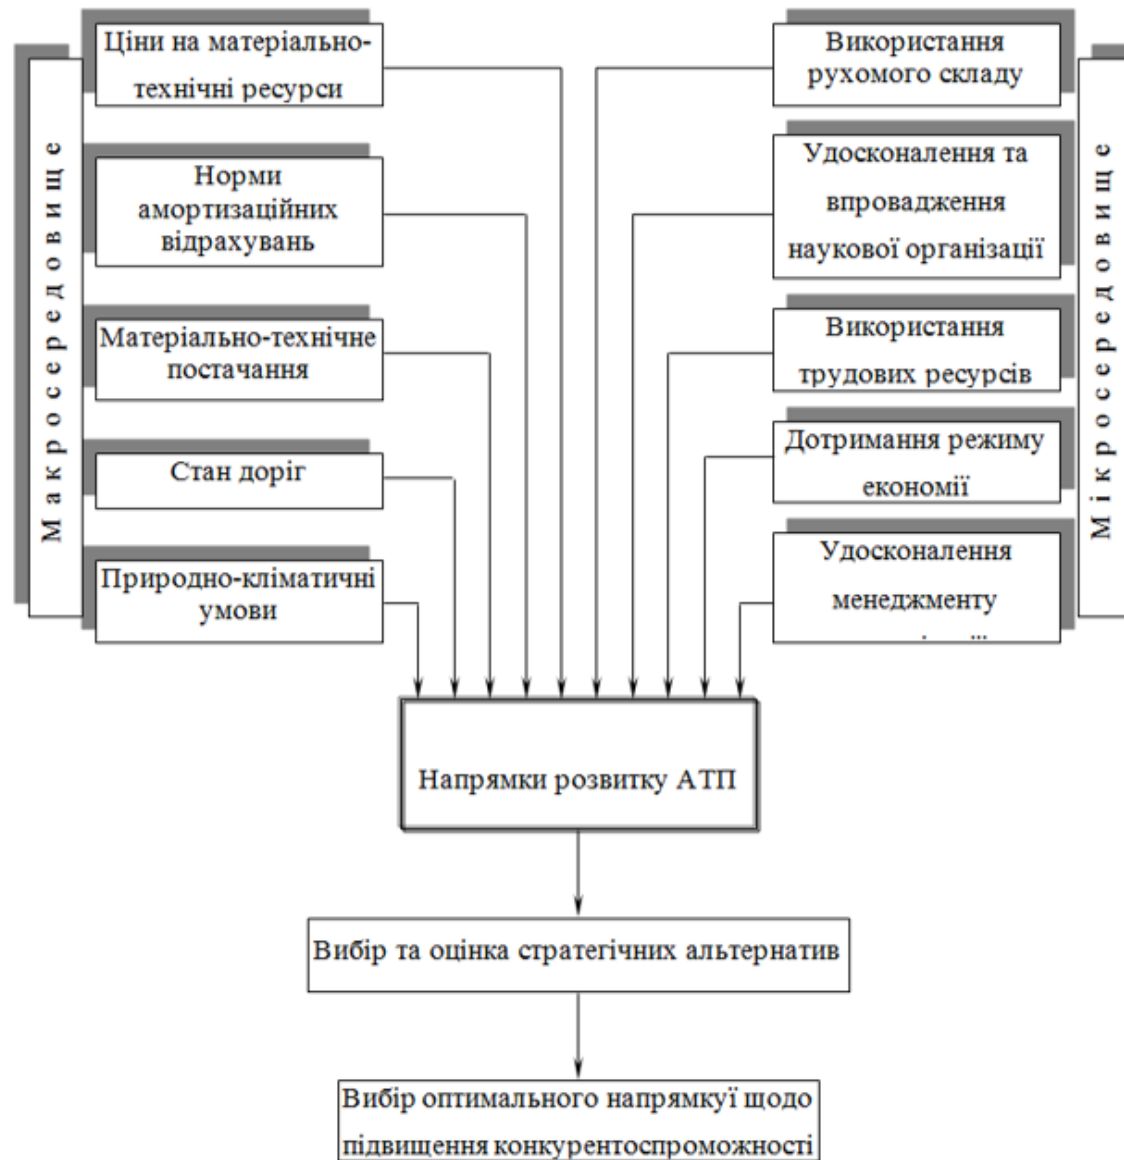 Макросередовище
Ціни на матеріально-
технічні ресурси
Норми
амортизаційних
відрахувань
Матеріально-технічне
постачання
Стан доріг
Природно-кліматичні
умови
Використання
рухомого складу
Удосконалення та
впровадження
наукової організації
Використання
трудових ресурсів
Дотримання режиму
економії
Удосконалення
менеджменту
Мікросередовище
Напрямки розвитку АТП
Вибір та оцінка стратегічних альтернатив
Вибір оптимального напрямкуї щодо
підвищення конкурентоспроможності